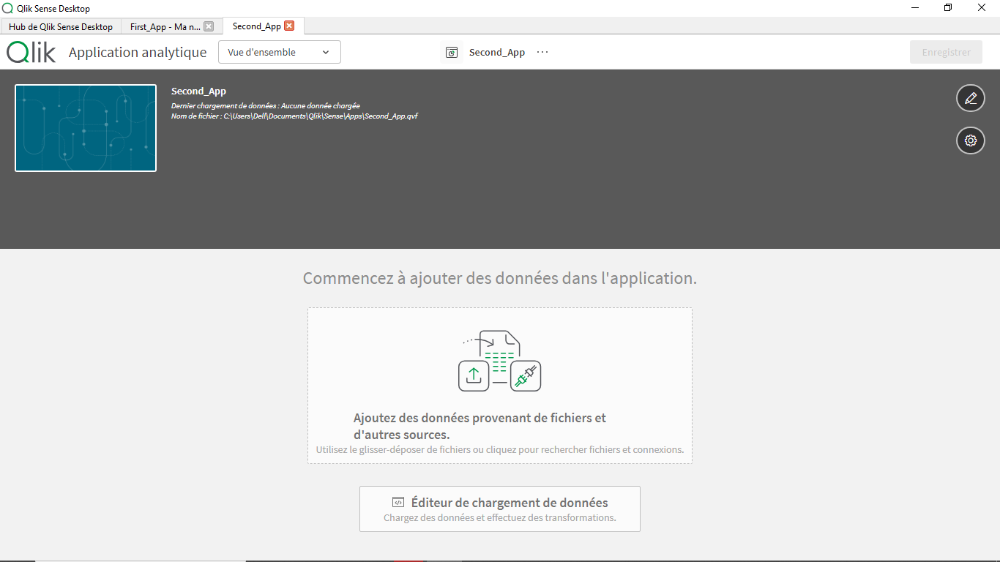 Qlik Sense Desktop
Hub de Qlik Sense Desktop
First_App - Ma n...
Second_App
Qlik
Application analytique
Vue d'ensemble
Second_App
Enregistrer
Second_App
Dernier chargement de données : Aucune donnée chargée
Nom de fichier : C:\Users\Dell\Documents\Qlik\Sense\Apps\Second_App.qvf
Commencez à ajouter des données dans l'application.
Ajoutez des données provenant de fichiers et
d'autres sources.
Utilisez le glisser-déposer de fichiers ou cliquez pour rechercher fichiers et connexions.
Éditeur de chargement de données
Chargez des données et effectuez des transformations.